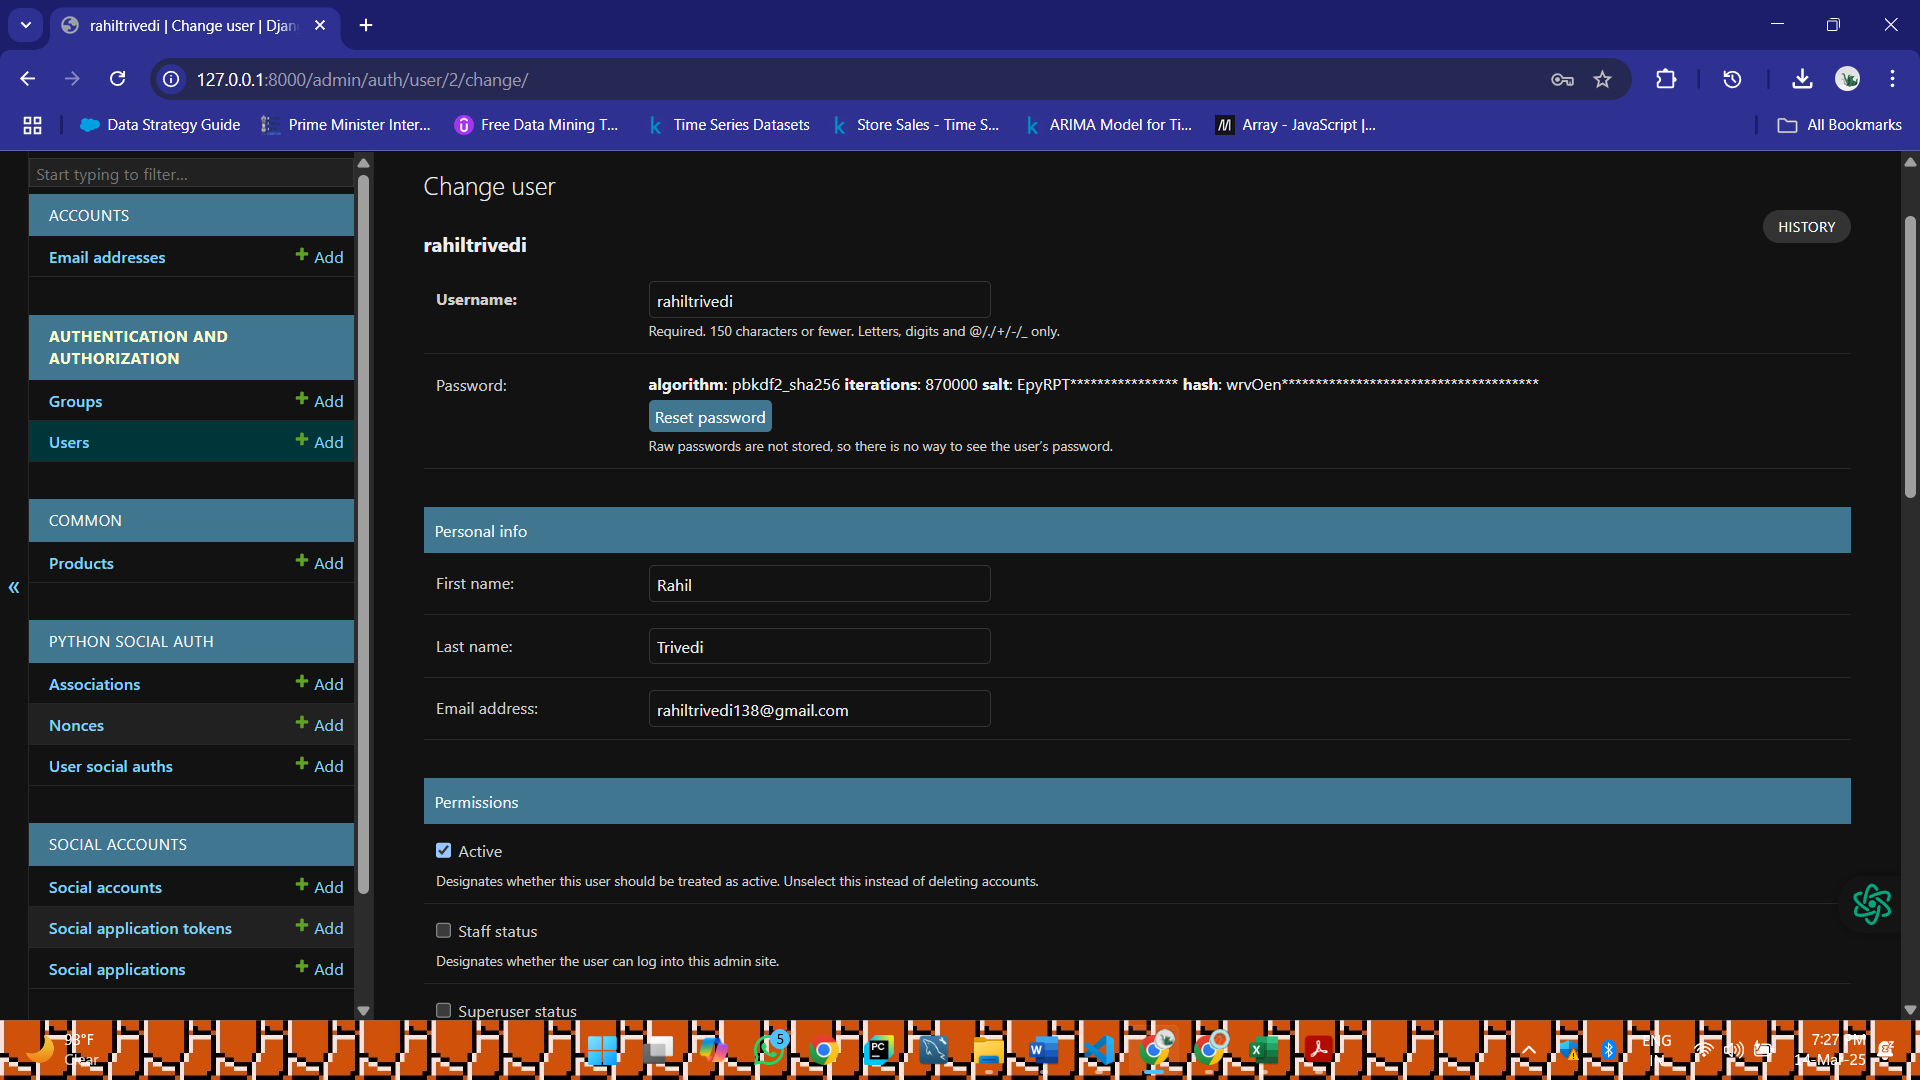 rahiltrivedi | Change user | Djan
127.0.0.1:8000/admin/auth/user/2/change/
Data Strategy Guide
Prime Minister Inter...
Free Data Mining T...
Time Series Datasets
Store Sales - Time S...
ARIMA Model for Ti...
Array - JavaScript |...
All Bookmarks
Start typing to filter...
ACCOUNTS
Email addresses Add
AUTHENTICATION AND
AUTHORIZATION
Groups Add
Users Add
COMMON
Products Add
PYTHON SOCIAL AUTH
Associations Add
Nonces Add
User social auths Add
SOCIAL ACCOUNTS
Social accounts Add
Social application tokens Add
Social applications Add
«
Change user
HISTORY
rahiltrivedi
Username: rahiltrivedi
Required. 150 characters or fewer. Letters, digits and @/./+/-/_ only.
Password: algorithm: pbkdf2_sha256 iterations: 870000 salt: EpyRPT**************** hash: wrvOen**************************************
Reset password
Raw passwords are not stored, so there is no way to see the user's password.
Personal info
First name: Rahil
Last name: Trivedi
Email address: rahiltrivedi138@gmail.com
Permissions
Active
Designates whether this user should be treated as active. Unselect this instead of deleting accounts.
Staff status
Designates whether the user can log into this admin site.
Superuser status
93°F
Clear
5
PC
ENG
IN
7:27 PM
14-Mar-25